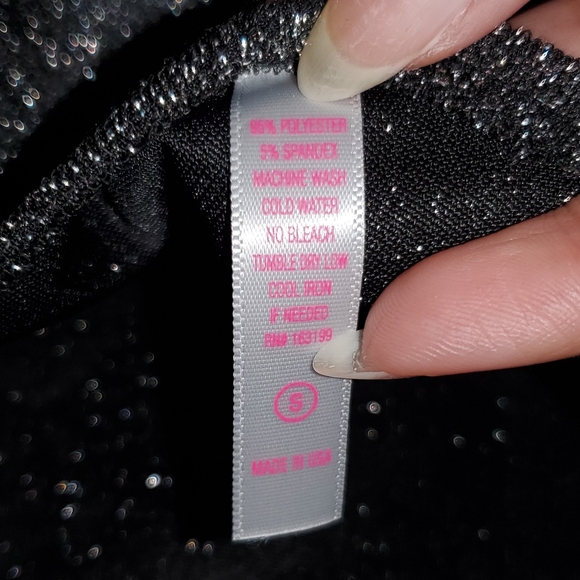 95% POLYESTER
5% SPANDEX
MACHINE WASH
COLD WATER
NO BLEACH
TUMBLE DRY LOW
COOL IRON
IF NEEDED
RN# 163199
S
MADE IN USA